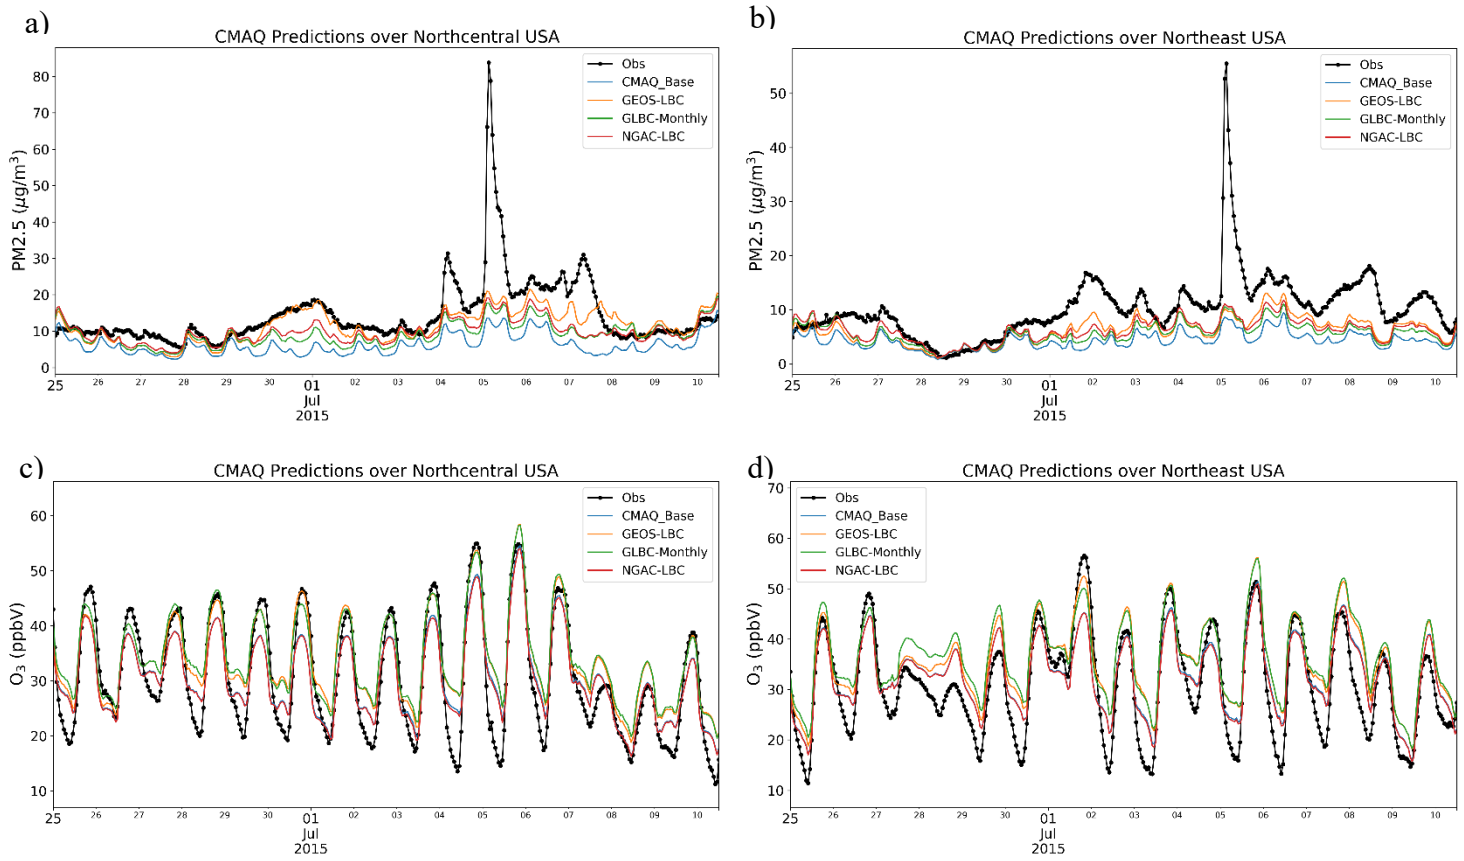 a)
CMAQ Predictions over Northcentral USA
PM2.5 (μg/m³)
80
70
60
50
40
30
20
10
0
Obs
CMAQ_Base
GEOS-LBC
GLBC-Monthly
NGAC-LBC
25 26 27 28 29 30 01 02 03 04 05 06 07 08 09 10
Jul
2015
b)
CMAQ Predictions over Northeast USA
PM2.5 (μg/m³)
50
40
30
20
10
0
Obs
CMAQ_Base
GEOS-LBC
GLBC-Monthly
NGAC-LBC
25 26 27 28 29 30 01 02 03 04 05 06 07 08 09 10
Jul
2015
c)
CMAQ Predictions over Northcentral USA
O₃ (ppbV)
60
50
40
30
20
10
Obs
CMAQ_Base
GEOS-LBC
GLBC-Monthly
NGAC-LBC
25 26 27 28 29 30 01 02 03 04 05 06 07 08 09 10
Jul
2015
d)
CMAQ Predictions over Northeast USA
O₃ (ppbV)
70
60
50
40
30
20
10
Obs
CMAQ_Base
GEOS-LBC
GLBC-Monthly
NGAC-LBC
25 26 27 28 29 30 01 02 03 04 05 06 07 08 09 10
Jul
2015